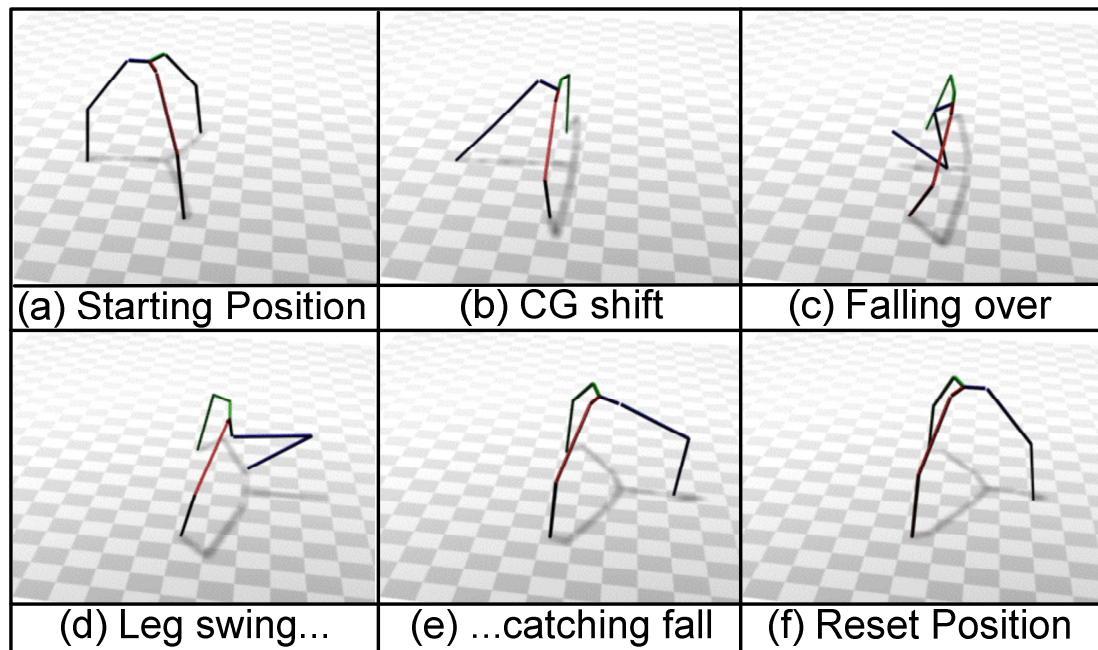 (a) Starting Position
(b) CG shift
(c) Falling over
(d) Leg swing...
(e) ...catching fall
(f) Reset Position